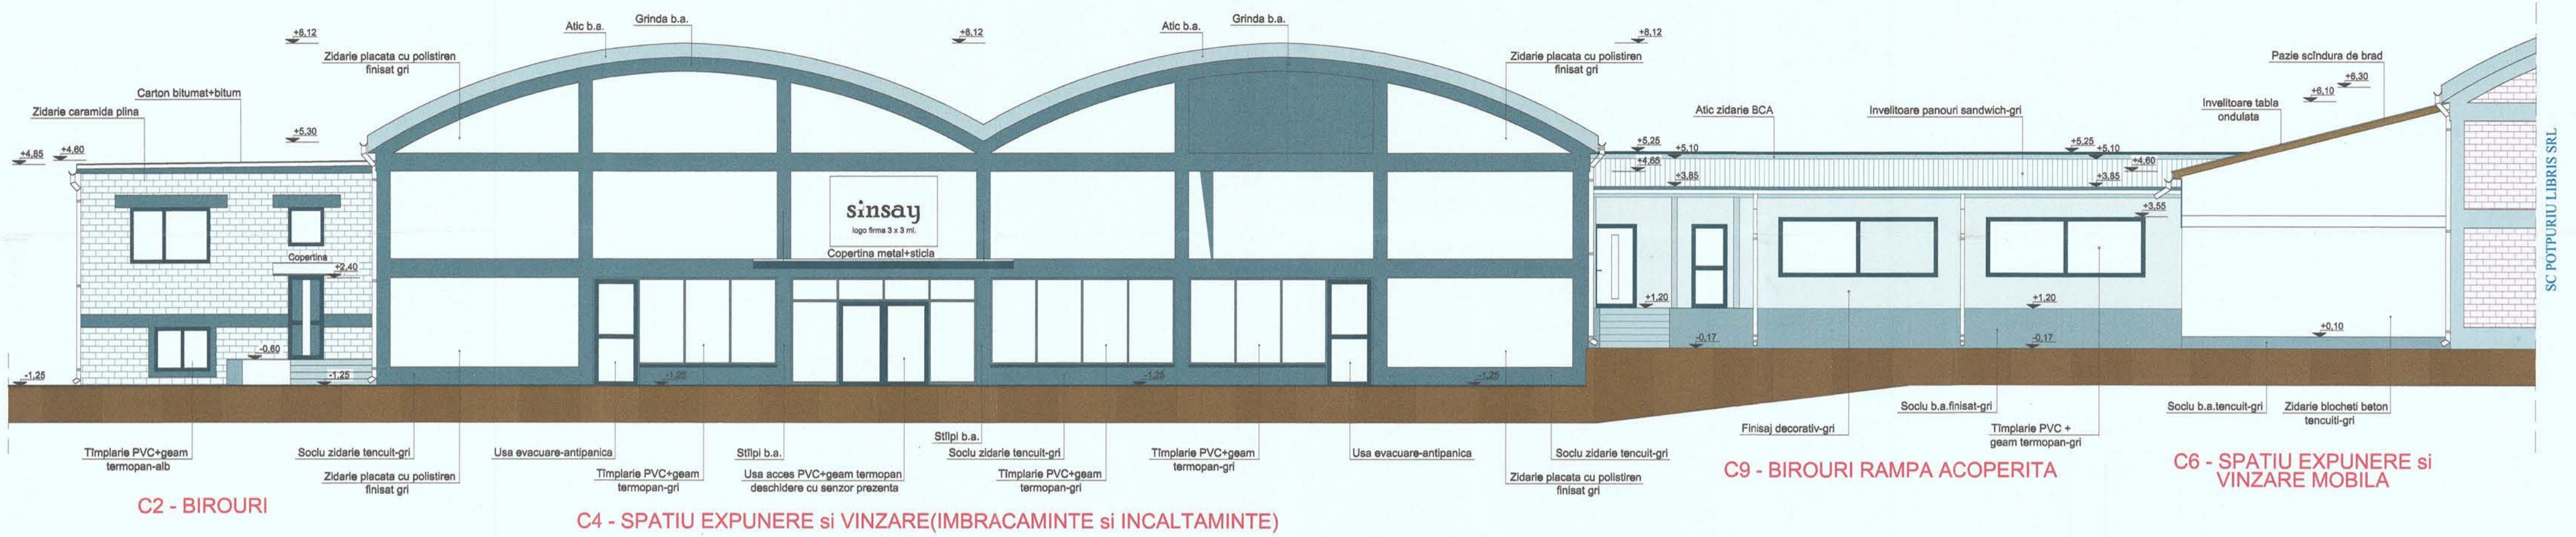 Atic b.a.
Grinda b.a.
Atic b.a.
Grinda b.a.
+8,12
+8,12
+8,12
Zidarie placata cu polistiren
finisat gri
Zidarie placata cu polistiren
finisat gri
Pazie scîndura de brad
+6,30
+6,10
Carton bitumat+bitum
Zidarie caramida plina
Atic zidarie BCA
Invelitoare panouri sandwich-gri
Invelitoare tabla
ondulata
+5,30
+4,85
+4,60
+5,25
+5,10
+4,65
+3,85
+5,25
+5,10
+4,60
+3,85
+3,55
SC POTPURIU LIBRIS SRL
sinsay
logo firma 3 x 3 ml.
Copertina metal+sticla
Copertina
+2,40
+1,20
+1,20
+0,10
-0,17
-0,17
-0,60
-1,25
-1,25
-1,25
-1,25
-1,25
Tîmplarie PVC+geam
termopan-alb
Soclu zidarie tencuit-gri
Zidarie placata cu polistiren
finisat gri
Usa evacuare-antipanica
Tîmplarie PVC+geam
termopan-gri
Stîlpi b.a.
Usa acces PVC+geam termopan
deschidere cu senzor prezenta
Stîlpi b.a.
Soclu zidarie tencuit-gri
Tîmplarie PVC+geam
termopan-gri
Tîmplarie PVC+geam
termopan-gri
Usa evacuare-antipanica
Zidarie placata cu polistiren
finisat gri
Soclu zidarie tencuit-gri
Finisaj decorativ-gri
Soclu b.a.finisat-gri
Tîmplarie PVC +
geam termopan-gri
Soclu b.a.tencuit-gri
Zidarie blocheti beton
tencuiti-gri
C2 - BIROURI
C4 - SPATIU EXPUNERE si VINZARE(IMBRACAMINTE si INCALTAMINTE)
C9 - BIROURI RAMPA ACOPERITA
C6 - SPATIU EXPUNERE si
VINZARE MOBILA